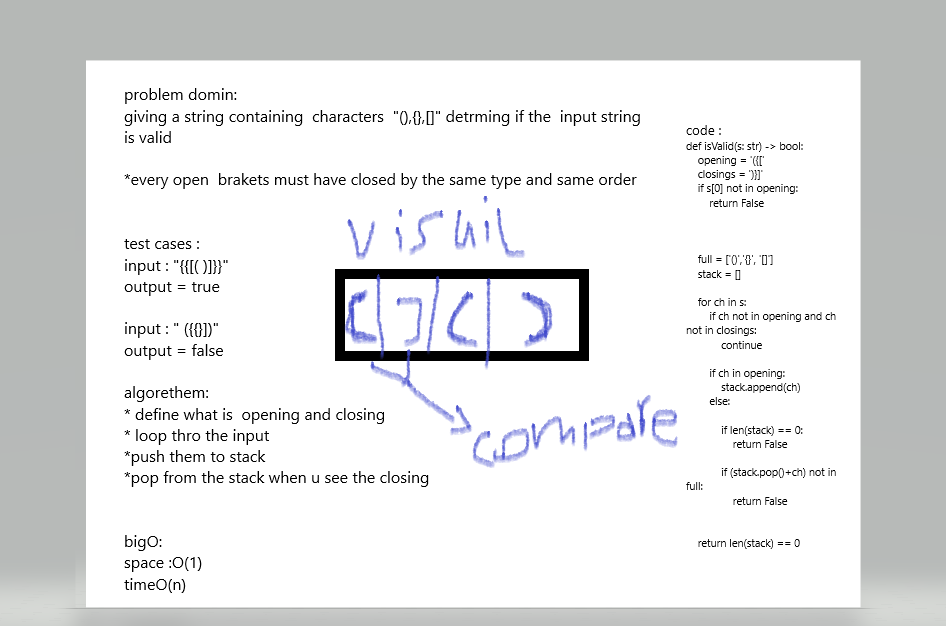 problem domin:
giving a string containing characters "(),{},[]" detrming if the input string
is valid
*every open brakets must have closed by the same type and same order
test cases :
input : "{{[( )]}}"
output = true
input : " ({{}])"
output = false
algorethem:
* define what is opening and closing
* loop thro the input
*push them to stack
*pop from the stack when u see the closing
bigO:
space :O(1)
timeO(n)
visuil
[ ] ( )
compare
code :
def isValid(s: str) -> bool:
opening = '({['
closings = ')}]'
if s[0] not in opening:
return False
full = ['()','{}', '[]']
stack = []
for ch in s:
if ch not in opening and ch
not in closings:
continue
if ch in opening:
stack.append(ch)
else:
if len(stack) == 0:
return False
if (stack.pop()+ch) not in
full:
return False
return len(stack) == 0